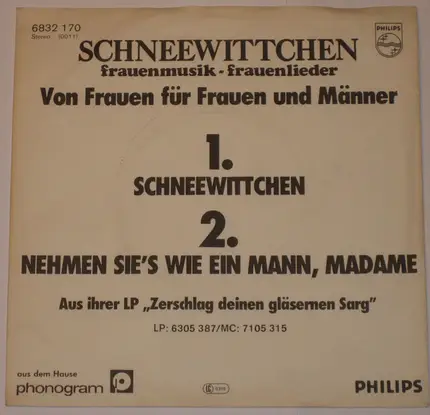 6832 170
Stereo
PHILIPS
SCHNEEWITTCHEN
frauenmusik - frauenlieder
Von Frauen für Frauen und Männer
1.
SCHNEEWITTCHEN
2.
NEHMEN SIE'S WIE EIN MANN, MADAME
Aus ihrer LP „Zerschlag deinen gläsernen Sarg"
LP: 6305 387/MC: 7105 315
aus dem Hause
phonogram
PHILIPS